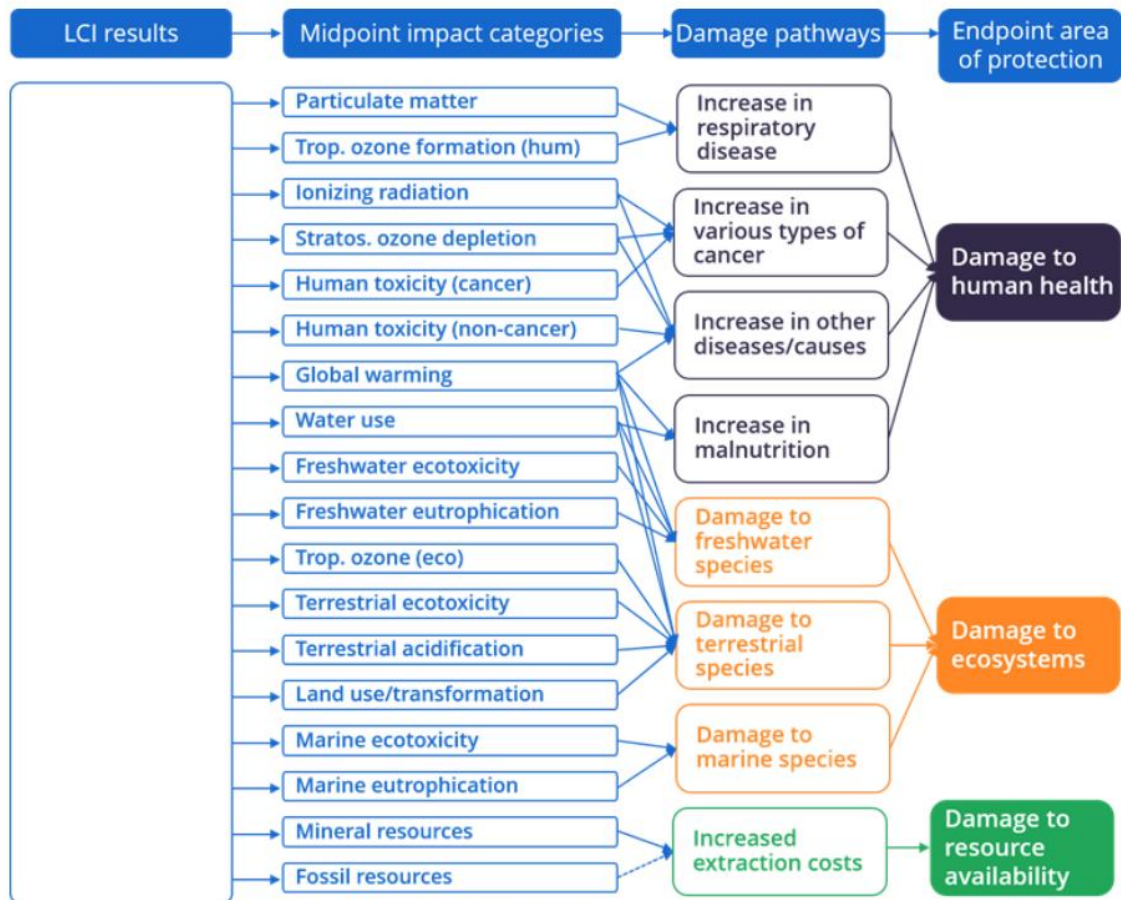 LCI results
Midpoint impact categories
Damage pathways
Endpoint area
of protection
Particulate matter
Trop. ozone formation (hum)
Ionizing radiation
Stratos. ozone depletion
Human toxicity (cancer)
Human toxicity (non-cancer)
Global warming
Water use
Freshwater ecotoxicity
Freshwater eutrophication
Trop. ozone (eco)
Terrestrial ecotoxicity
Terrestrial acidification
Land use/transformation
Marine ecotoxicity
Marine eutrophication
Mineral resources
Fossil resources
Increase in
respiratory
disease
Increase in
various types of
cancer
Increase in other
diseases/causes
Increase in
malnutrition
Damage to
freshwater
species
Damage to
terrestrial
species
Damage to
marine species
Increased
extraction costs
Damage to
human health
Damage to
ecosystems
Damage to
resource
availability